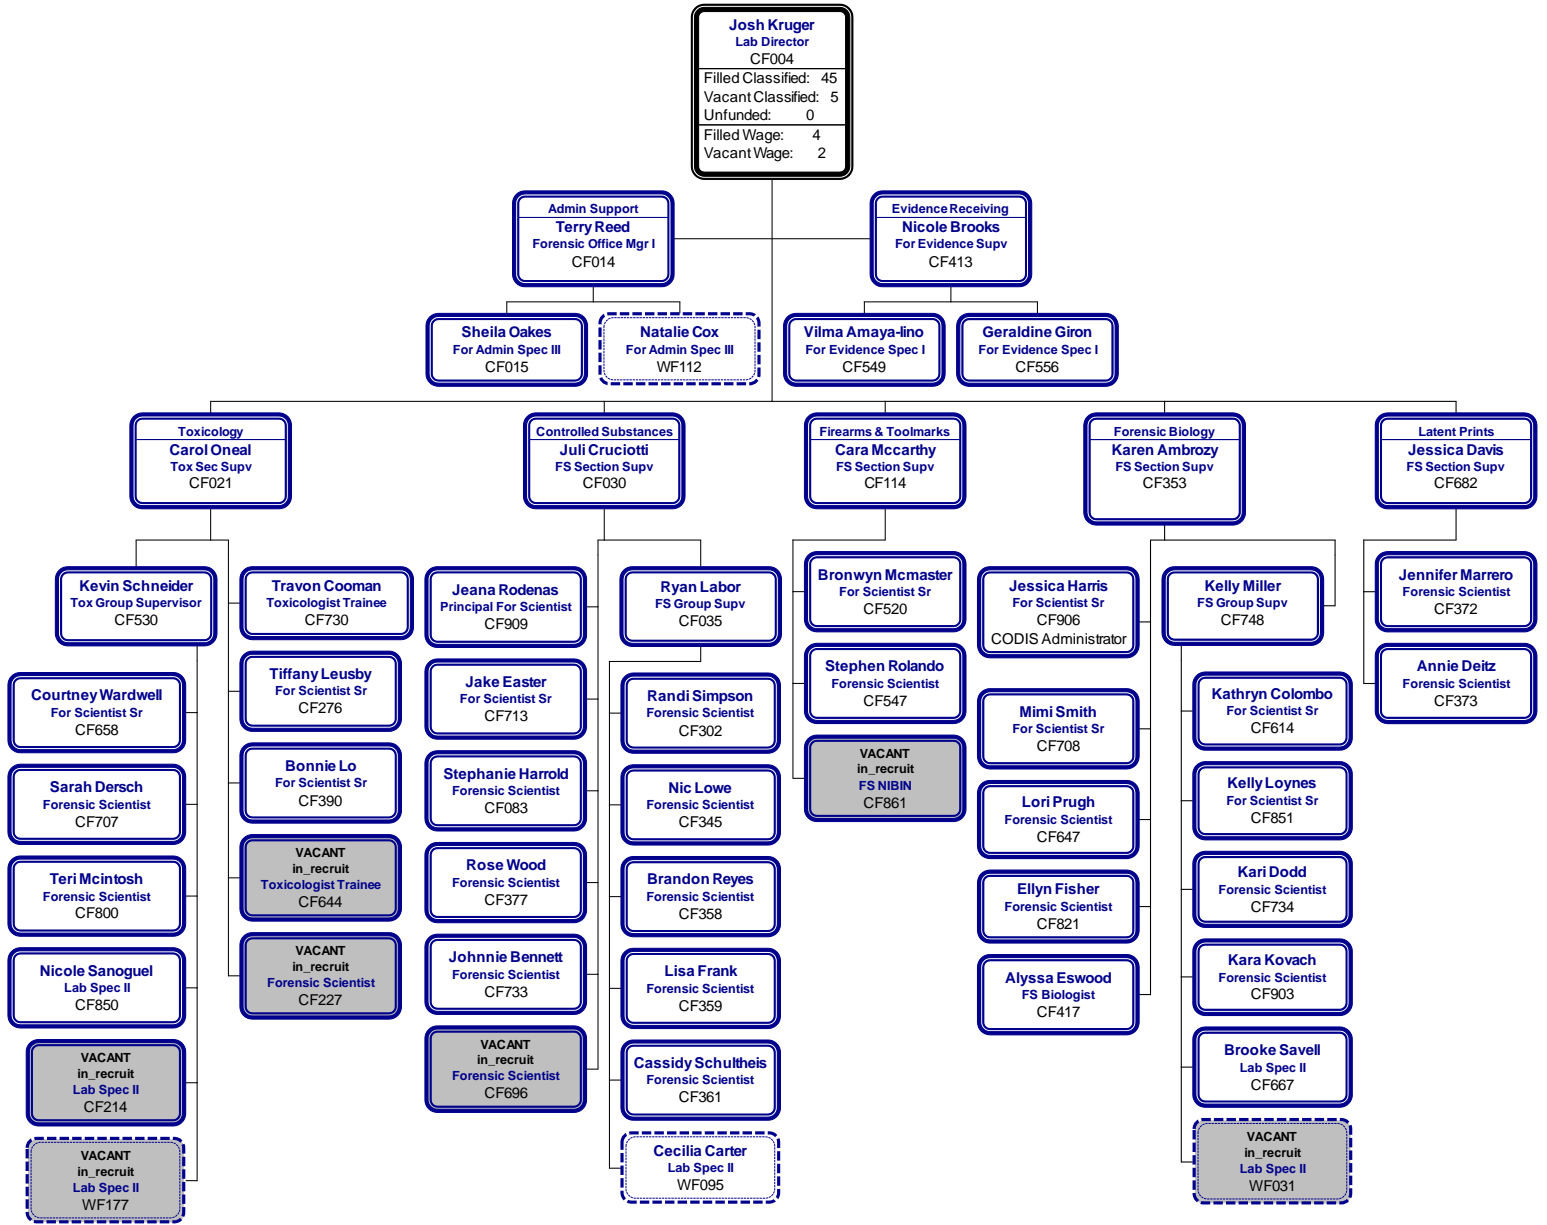 Josh Kruger
Lab Director
CF004
Filled Classified: 45
Vacant Classified: 5
Unfunded: 0
Filled Wage: 4
Vacant Wage: 2
Admin Support
Terry Reed
Forensic Office Mgr I
CF014
Evidence Receiving
Nicole Brooks
For Evidence Supv
CF413
Sheila Oakes
For Admin Spec III
CF015
Natalie Cox
For Admin Spec III
WF112
Vilma Amaya-lino
For Evidence Spec I
CF549
Geraldine Giron
For Evidence Spec I
CF556
Toxicology
Carol Oneal
Tox Sec Supv
CF021
Controlled Substances
Juli Cruciotti
FS Section Supv
CF030
Firearms & Toolmarks
Cara Mccarthy
FS Section Supv
CF114
Forensic Biology
Karen Ambrozy
FS Section Supv
CF353
Latent Prints
Jessica Davis
FS Section Supv
CF682
Kevin Schneider
Tox Group Supervisor
CF530
Courtney Wardwell
For Scientist Sr
CF658
Sarah Dersch
Forensic Scientist
CF707
Teri Mcintosh
Forensic Scientist
CF800
Nicole Sanoguel
Lab Spec II
CF850
VACANT
in_recruit
Lab Spec II
CF214
VACANT
in_recruit
Lab Spec II
WF177
Travon Cooman
Toxicologist Trainee
CF730
Tiffany Leusby
For Scientist Sr
CF276
Bonnie Lo
For Scientist Sr
CF390
VACANT
in_recruit
Toxicologist Trainee
CF644
VACANT
in_recruit
Forensic Scientist
CF227
Jeana Rodenas
Principal For Scientist
CF909
Jake Easter
For Scientist Sr
CF713
Stephanie Harrold
Forensic Scientist
CF083
Rose Wood
Forensic Scientist
CF377
Johnnie Bennett
Forensic Scientist
CF733
VACANT
in_recruit
Forensic Scientist
CF696
Ryan Labor
FS Group Supv
CF035
Randi Simpson
Forensic Scientist
CF302
Nic Lowe
Forensic Scientist
CF345
Brandon Reyes
Forensic Scientist
CF358
Lisa Frank
Forensic Scientist
CF359
Cassidy Schultheis
Forensic Scientist
CF361
Cecilia Carter
Lab Spec II
WF095
Bronwyn Mcmaster
For Scientist Sr
CF520
Stephen Rolando
Forensic Scientist
CF547
VACANT
in_recruit
FS NIBIN
CF861
Jessica Harris
For Scientist Sr
CF906
CODIS Administrator
Mimi Smith
For Scientist Sr
CF708
Lori Prugh
Forensic Scientist
CF647
Ellyn Fisher
Forensic Scientist
CF821
Alyssa Eswood
FS Biologist
CF417
Kelly Miller
FS Group Supv
CF748
Kathryn Colombo
For Scientist Sr
CF614
Kelly Loynes
For Scientist Sr
CF851
Kari Dodd
Forensic Scientist
CF734
Kara Kovach
Forensic Scientist
CF903
Brooke Savell
Lab Spec II
CF667
VACANT
in_recruit
Lab Spec II
WF031
Jennifer Marrero
Forensic Scientist
CF372
Annie Deitz
Forensic Scientist
CF373